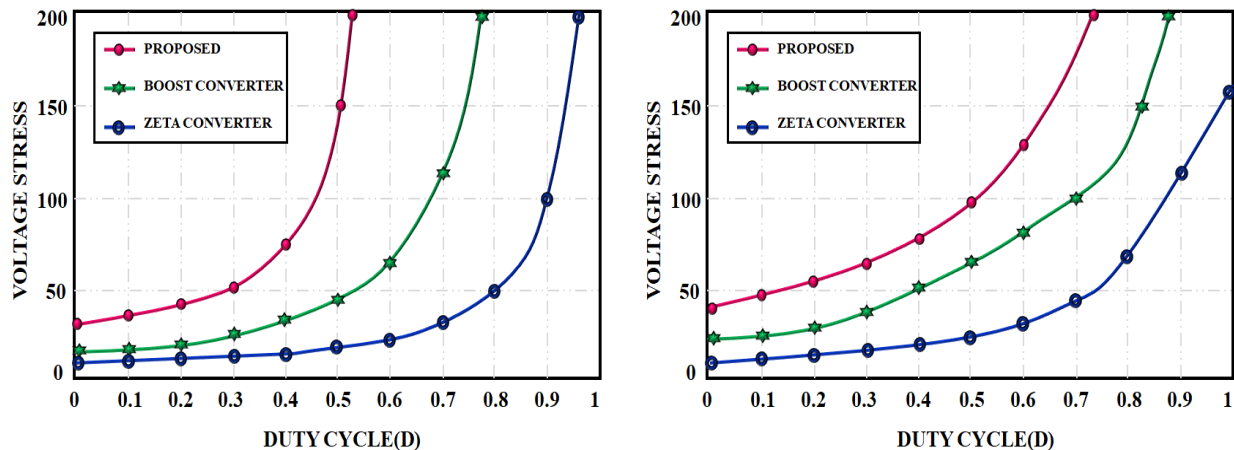 VOLTAGE STRESS
200
150
100
50
0
PROPOSED
BOOST CONVERTER
ZETA CONVERTER
0 0.1 0.2 0.3 0.4 0.5 0.6 0.7 0.8 0.9 1
DUTY CYCLE(D)
VOLTAGE STRESS
200
150
100
50
0
PROPOSED
BOOST CONVERTER
ZETA CONVERTER
0 0.1 0.2 0.3 0.4 0.5 0.6 0.7 0.8 0.9 1
DUTY CYCLE(D)